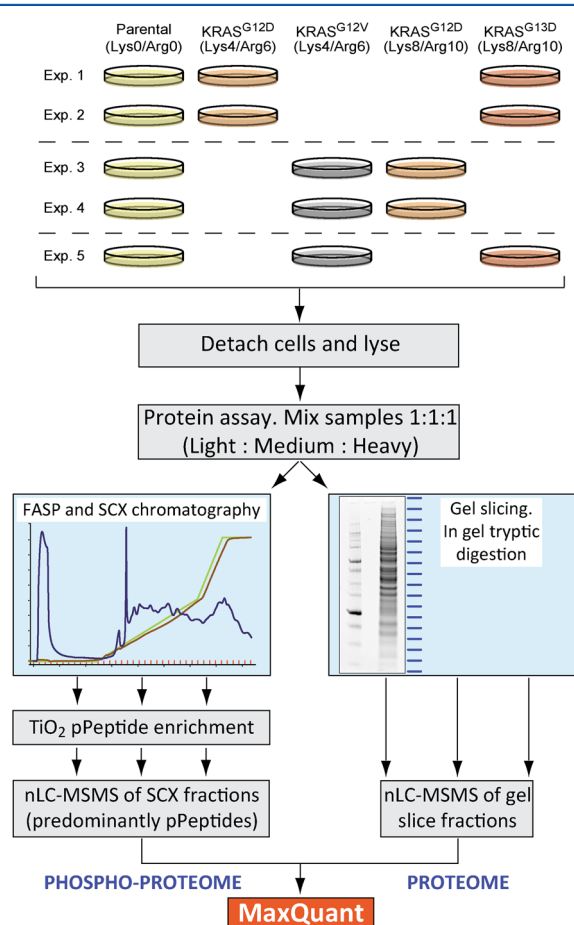 Parental
(Lys0/Arg0)
KRASG12D
(Lys4/Arg6)
KRASG12V
(Lys4/Arg6)
KRASG12D
(Lys8/Arg10)
KRASG13D
(Lys8/Arg10)
Exp. 1
Exp. 2
Exp. 3
Exp. 4
Exp. 5
Detach cells and lyse
Protein assay. Mix samples 1:1:1
(Light : Medium : Heavy)
FASP and SCX chromatography
Gel slicing.
In gel tryptic
digestion
TiO2 pPeptide enrichment
nLC-MSMS of SCX fractions
(predominantly pPeptides)
nLC-MSMS of gel
slice fractions
PHOSPHO-PROTEOME
PROTEOME
MaxQuant